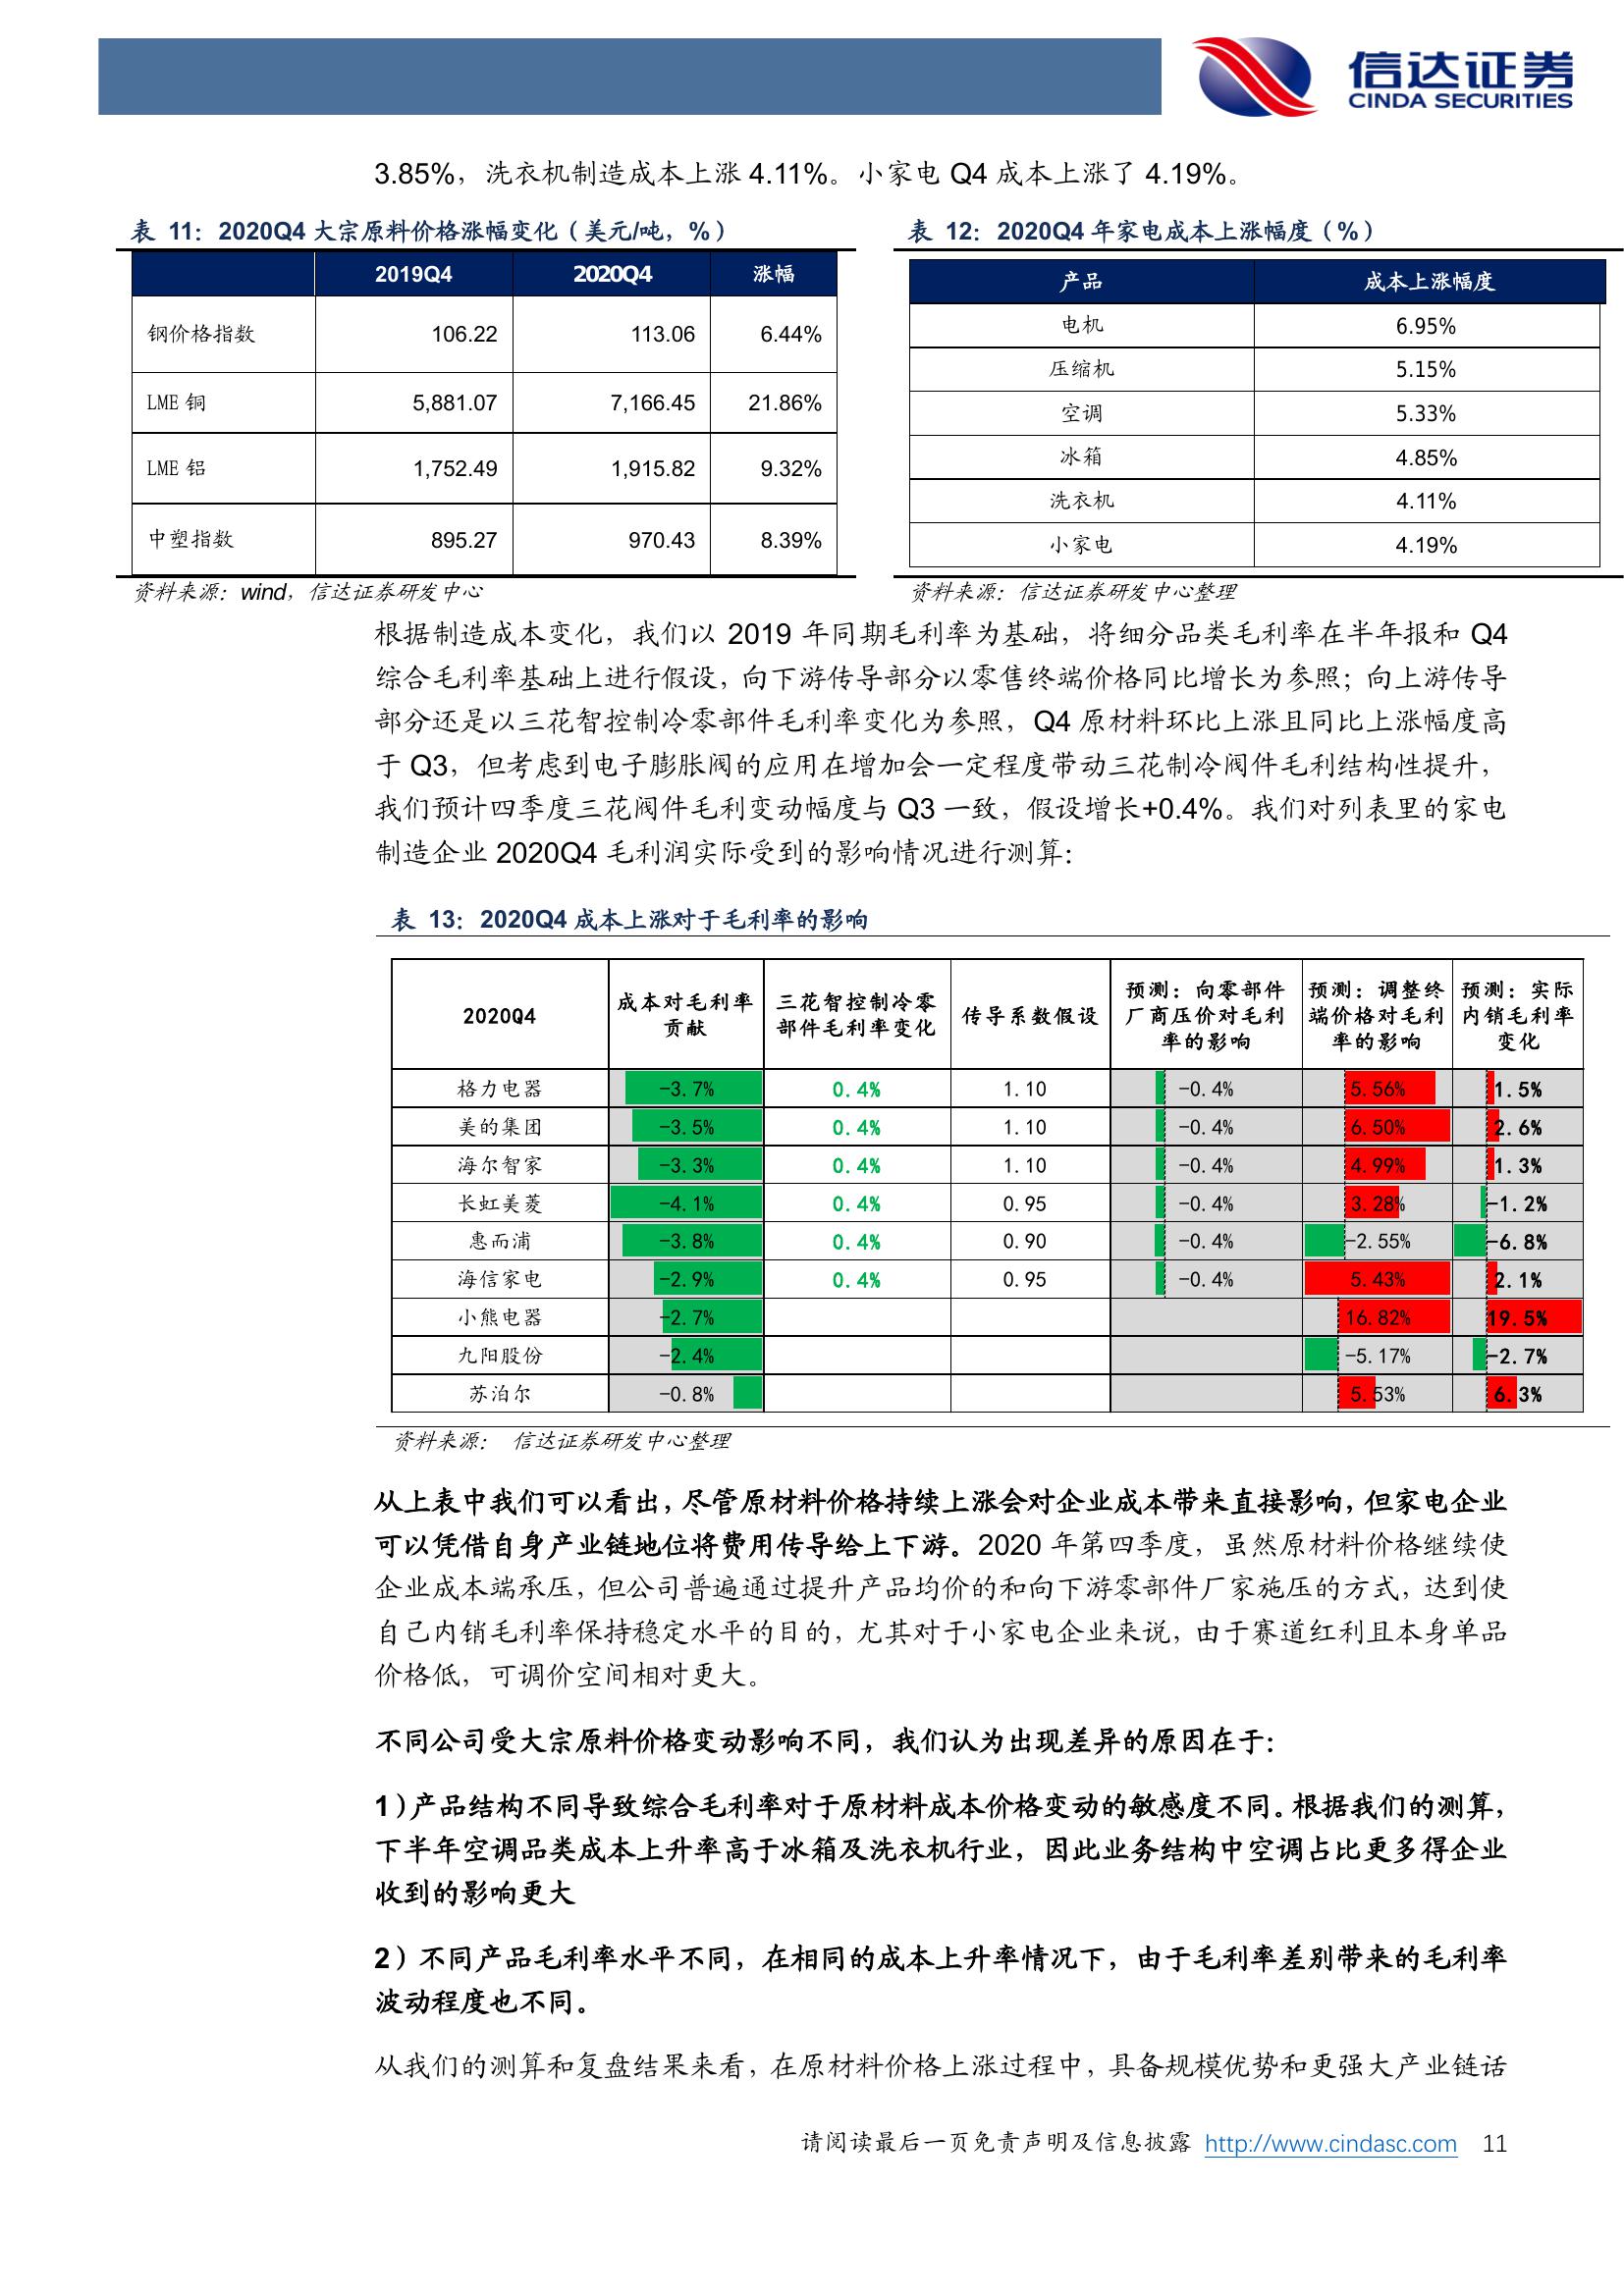 信达证券
CINDA SECURITIES
3.85%，洗衣机制造成本上涨 4.11%。小家电 Q4 成本上涨了 4.19%。
表 11：2020Q4 大宗原料价格涨幅变化（美元/吨，%）
2019Q4 2020Q4 涨幅
钢价格指数 106.22 113.06 6.44%
LME 铜 5,881.07 7,166.45 21.86%
LME 铝 1,752.49 1,915.82 9.32%
中塑指数 895.27 970.43 8.39%
资料来源：wind，信达证券研发中心
表 12：2020Q4 年家电成本上涨幅度（%）
产品 成本上涨幅度
电机 6.95%
压缩机 5.15%
空调 5.33%
冰箱 4.85%
洗衣机 4.11%
小家电 4.19%
资料来源：信达证券研发中心整理
根据制造成本变化，我们以 2019 年同期毛利率为基础，将细分品类毛利率在半年报和 Q4
综合毛利率基础上进行假设，向下游传导部分以零售终端价格同比增长为参照；向上游传导
部分还是以三花智控制冷零部件毛利率变化为参照，Q4 原材料环比上涨且同比上涨幅度高
于 Q3，但考虑到电子膨胀阀的应用在增加会一定程度带动三花制冷阀件毛利结构性提升，
我们预计四季度三花阀件毛利变动幅度与 Q3 一致，假设增长+0.4%。我们对列表里的家电
制造企业 2020Q4 毛利润实际受到的影响情况进行测算：
表 13：2020Q4 成本上涨对于毛利率的影响
2020Q4 成本对毛利率贡献 三花智控制冷零部件毛利率变化 传导系数假设 预测：向零部件厂商压价对毛利率的影响 预测：调整终端价格对毛利率的影响 预测：实际内销毛利率变化
格力电器 -3.7% 0.4% 1.10 -0.4% 5.56% 1.5%
美的集团 -3.5% 0.4% 1.10 -0.4% 6.50% 2.6%
海尔智家 -3.3% 0.4% 1.10 -0.4% 4.99% 1.3%
长虹美菱 -4.1% 0.4% 0.95 -0.4% 3.28% -1.2%
惠而浦 -3.8% 0.4% 0.90 -0.4% -2.55% -6.8%
海信家电 -2.9% 0.4% 0.95 -0.4% 5.43% 2.1%
小熊电器 -2.7% 16.82% 19.5%
九阳股份 -2.4% -5.17% -2.7%
苏泊尔 -0.8% 5.53% 6.3%
资料来源： 信达证券研发中心整理
从上表中我们可以看出，尽管原材料价格持续上涨会对企业成本带来直接影响，但家电企业
可以凭借自身产业链地位将费用传导给上下游。2020 年第四季度，虽然原材料价格继续使
企业成本端承压，但公司普遍通过提升产品均价的和向下游零部件厂家施压的方式，达到使
自己内销毛利率保持稳定水平的目的，尤其对于小家电企业来说，由于赛道红利且本身单品
价格低，可调价空间相对更大。
不同公司受大宗原料价格变动影响不同，我们认为出现差异的原因在于：
1）产品结构不同导致综合毛利率对于原材料成本价格变动的敏感度不同。根据我们的测算，
下半年空调品类成本上升率高于冰箱及洗衣机行业，因此业务结构中空调占比更多得企业
收到的影响更大
2）不同产品毛利率水平不同，在相同的成本上升率情况下，由于毛利率差别带来的毛利率
波动程度也不同。
从我们的测算和复盘结果来看，在原材料价格上涨过程中，具备规模优势和更强大产业链话
请阅读最后一页免责声明及信息披露 http://www.cindasc.com 11